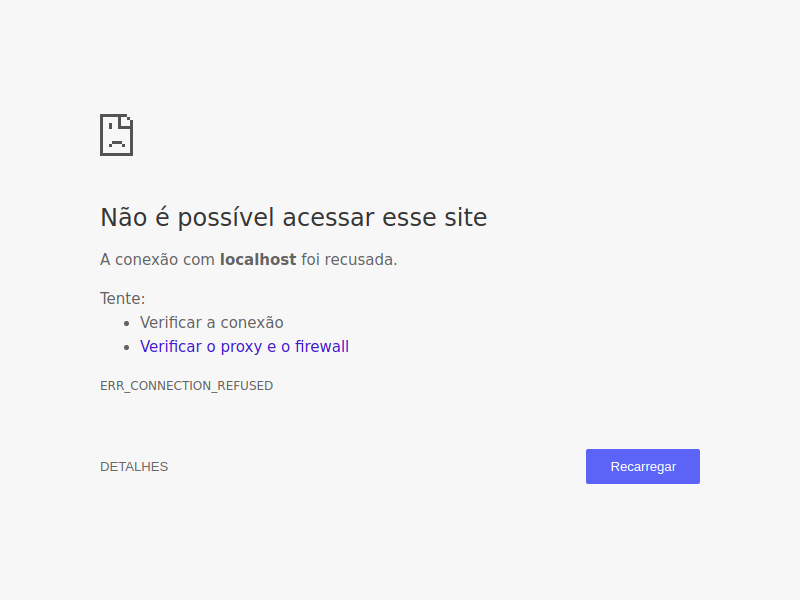 Não é possível acessar esse site
A conexão com localhost foi recusada.
Tente:
Verificar a conexão
Verificar o proxy e o firewall
ERR_CONNECTION_REFUSED
DETALHES
Recarregar